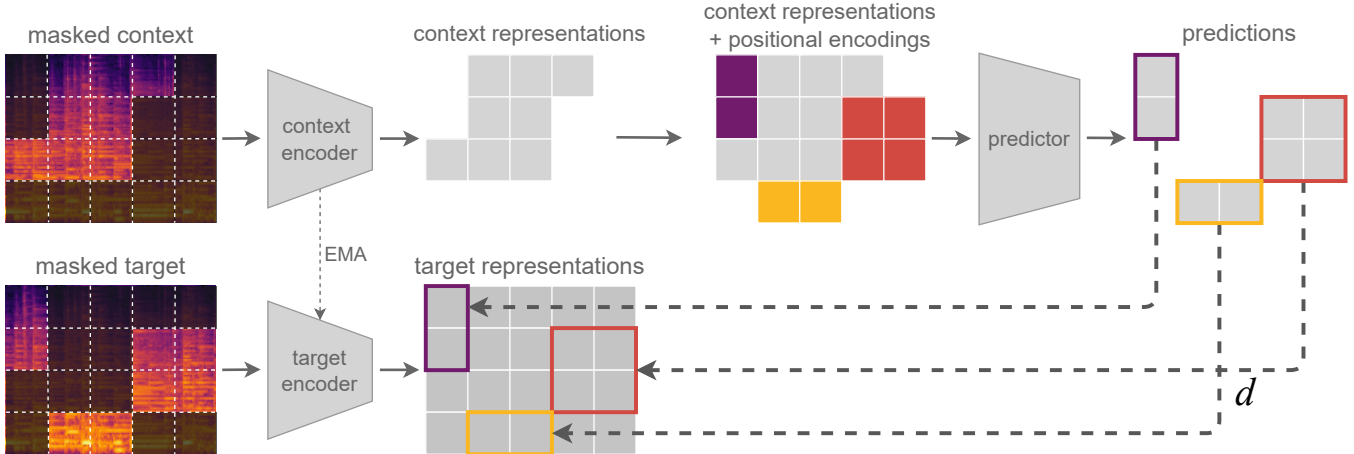 masked context
context representations
context representations
+ positional encodings
predictions
context
encoder
predictor
EMA
masked target
target representations
target
encoder
d